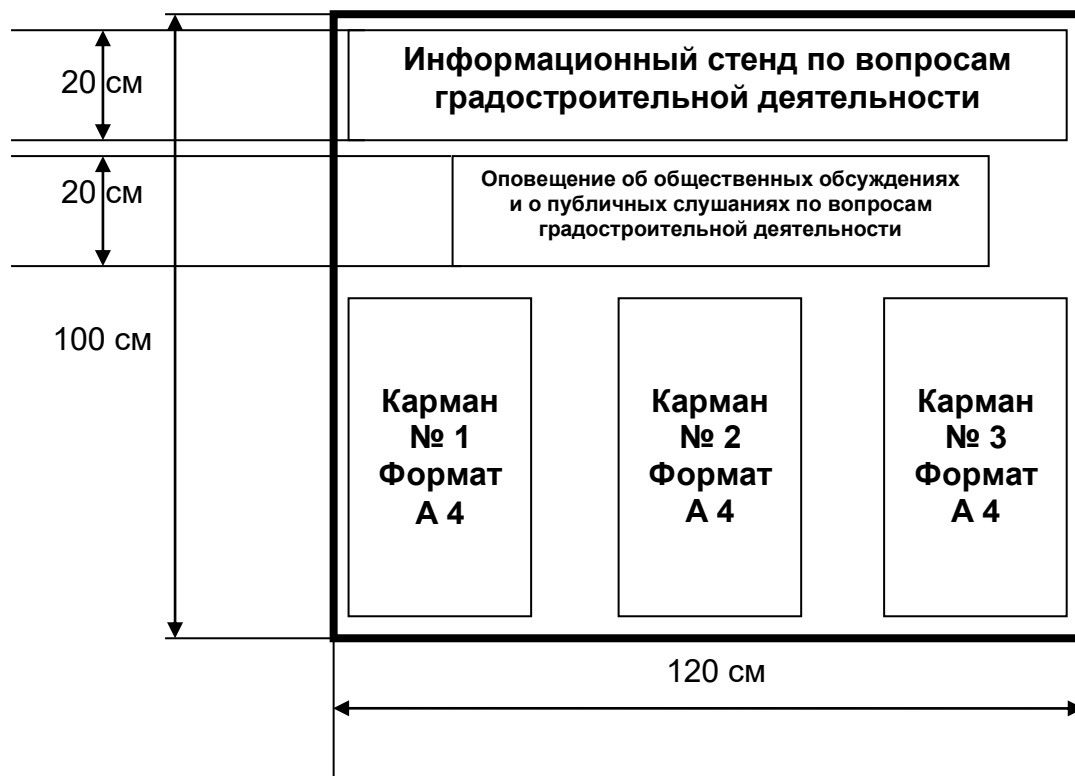 Информационный стенд по вопросам
градостроительной деятельности
20 см
Оповещение об общественных обсуждениях
и о публичных слушаниях по вопросам
градостроительной деятельности
20 см
100 см
Карман
№ 1
Формат
А 4
Карман
№ 2
Формат
А 4
Карман
№ 3
Формат
А 4
120 см